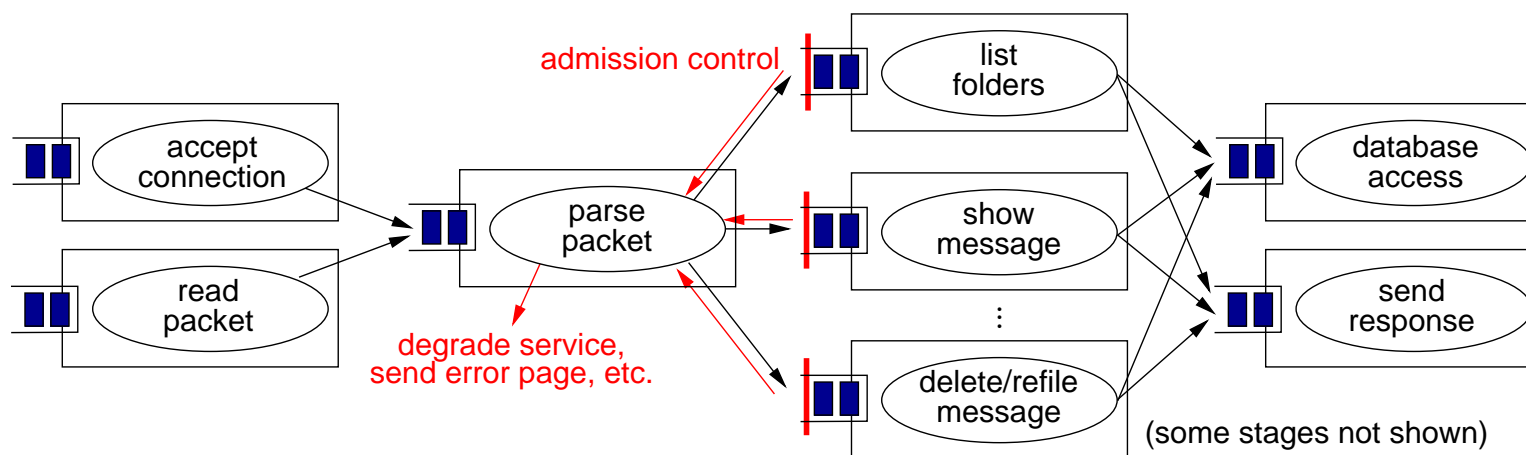 accept
connection
read
packet
parse
packet
degrade service,
send error page, etc.
admission control
list
folders
show
message
...
delete/refile
message
database
access
send
response
(some stages not shown)